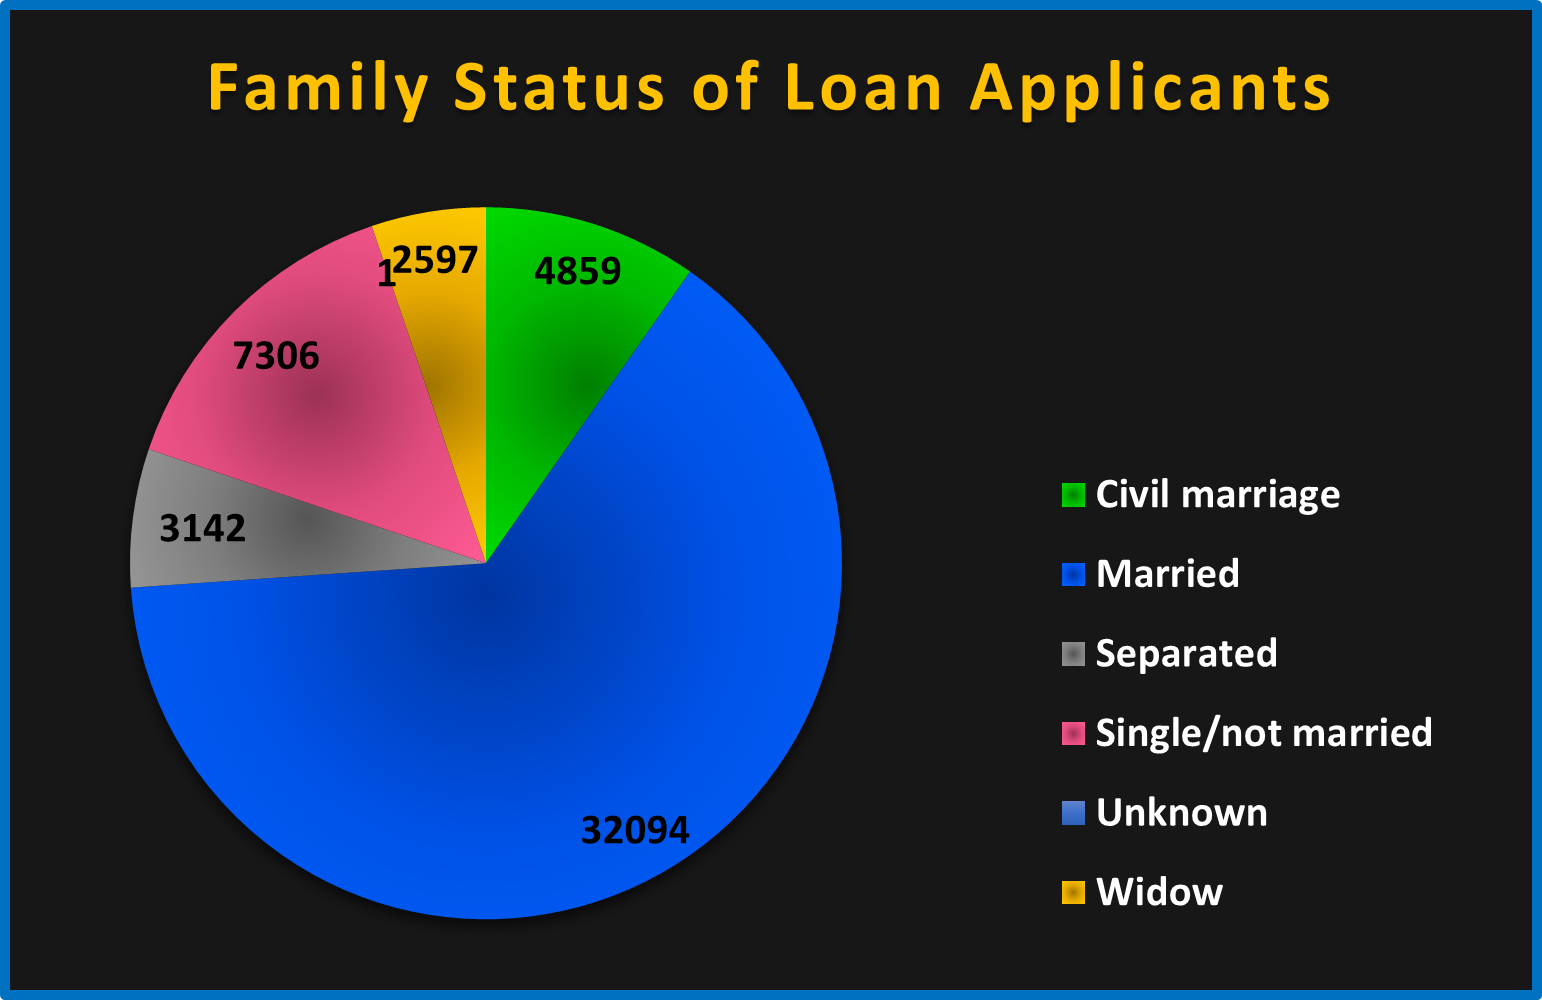 Family Status of Loan Applicants
2597
4859
1
7306
3142
32094
Civil marriage
Married
Separated
Single/not married
Unknown
Widow